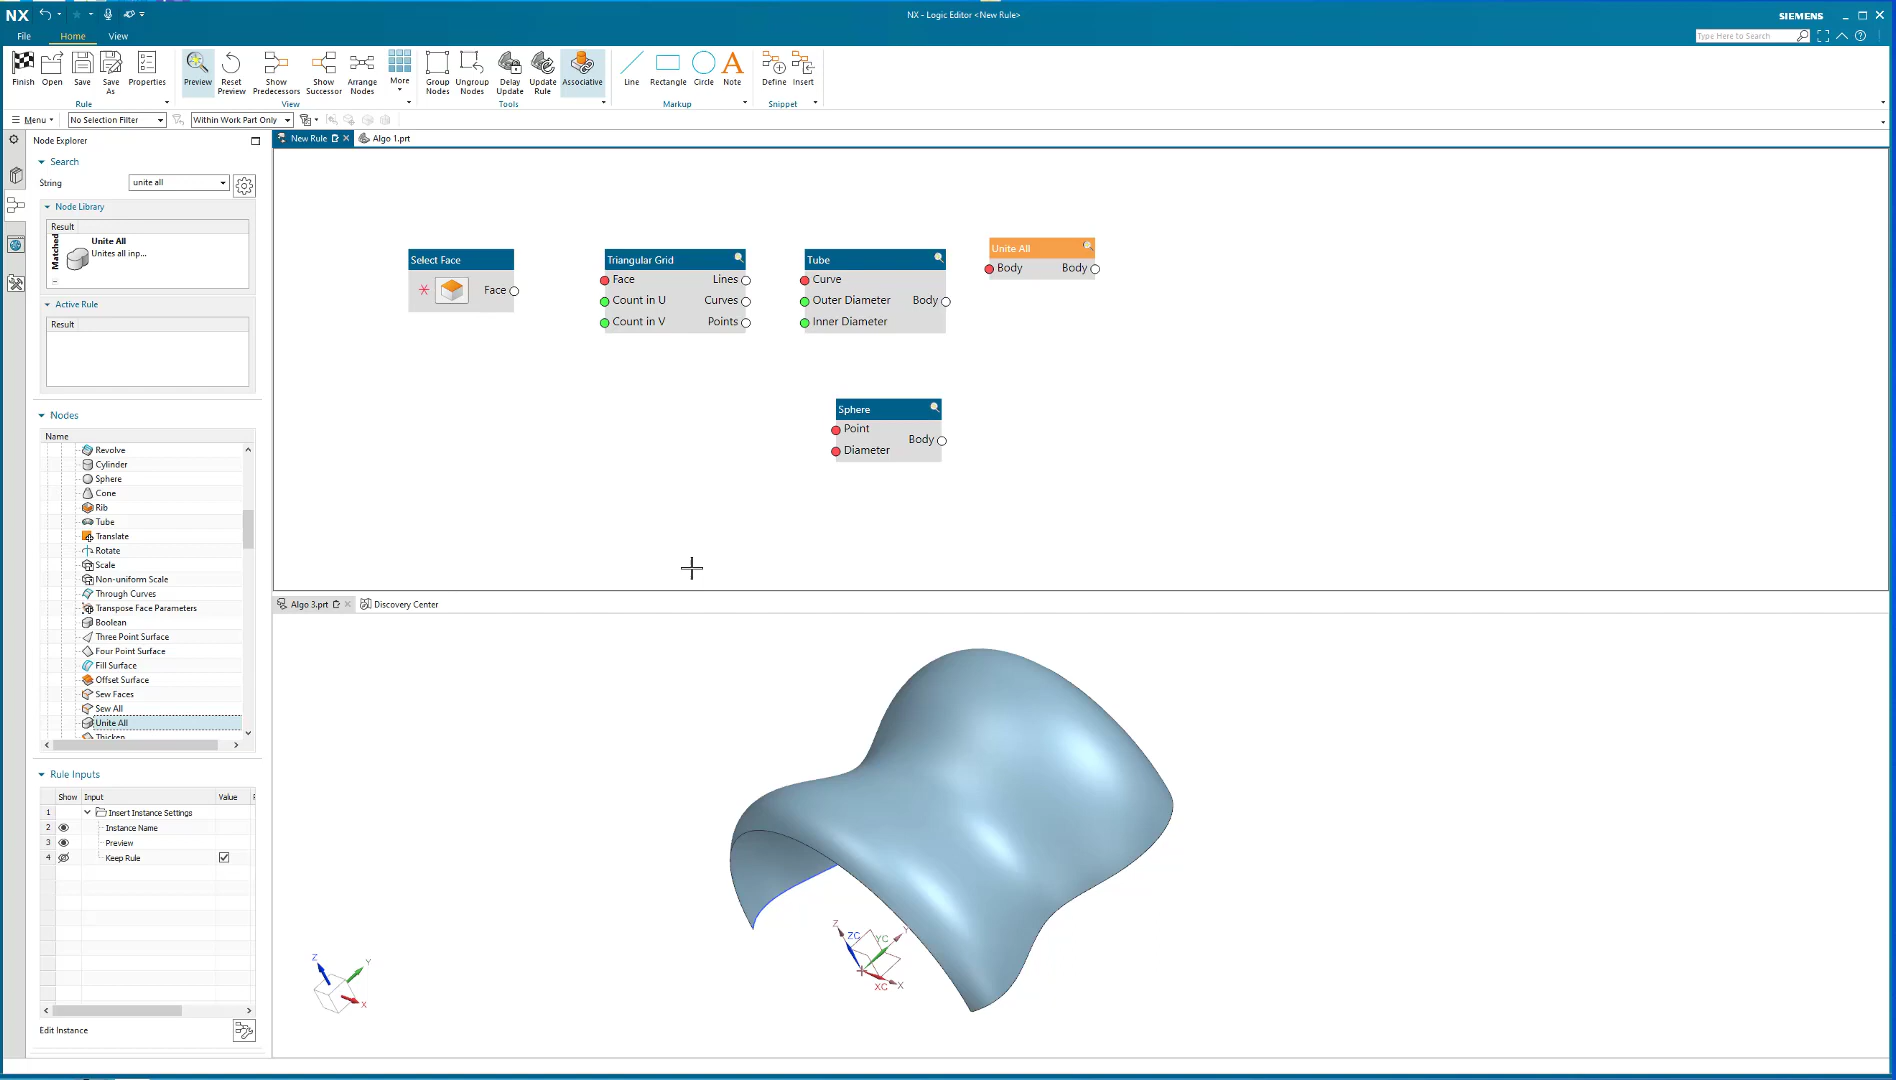 NX
NX - Logic Editor <New Rule>
SIEMENS
File
Home
View
Type Here to Search
Finish
Open
Save
Save As
Properties
Preview
Reset Preview
Show Predecessors
Show Successor
Arrange Nodes
More
Group Nodes
Ungroup Nodes
Delay Update
Update Rule
Associative
Line
Rectangle
Circle
Note
Define
Insert
Rule
View
Tools
Markup
Snippet
Menu
No Selection Filter
Within Work Part Only
Node Explorer
New Rule
Algo 1.prt
Search
String
unite all
Node Library
Result
Matched
Unite All
Unites all inp...
Active Rule
Result
Nodes
Name
Revolve
Cylinder
Sphere
Cone
Rib
Tube
Translate
Rotate
Scale
Non-uniform Scale
Through Curves
Transpose Face Parameters
Boolean
Three Point Surface
Four Point Surface
Fill Surface
Offset Surface
Sew Faces
Sew All
Unite All
Thicken
Rule Inputs
Show Input Value
1 Insert Instance Settings
2 Instance Name
3 Preview
4 Keep Rule
Edit Instance
Select Face
Face
Triangular Grid
Face Lines
Count in U Curves
Count in V Points
Tube
Curve
Outer Diameter Body
Inner Diameter
Unite All
Body Body
Sphere
Point
Body
Diameter
Algo 3.prt
Discovery Center
Z
ZC
YC
Y
XC
X
Z
Y
X